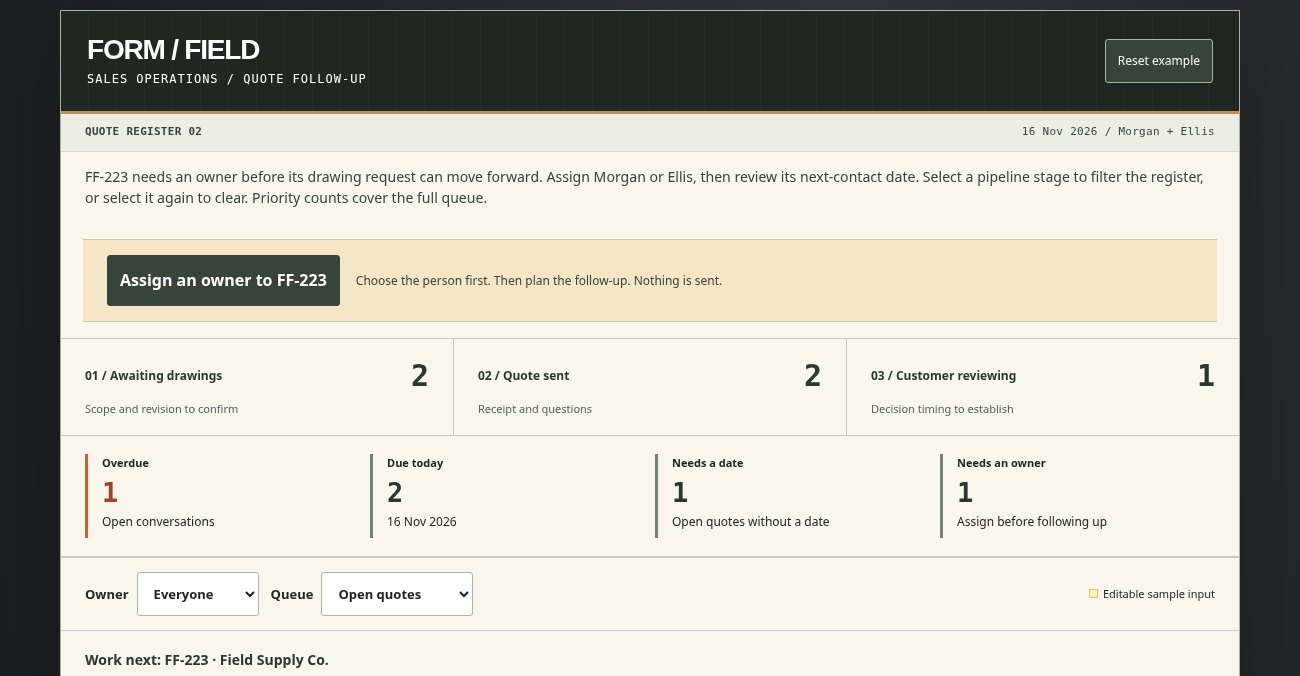 FORM / FIELD
SALES OPERATIONS / QUOTE FOLLOW-UP
Reset example
QUOTE REGISTER 02
16 Nov 2026 / Morgan + Ellis
FF-223 needs an owner before its drawing request can move forward. Assign Morgan or Ellis, then review its next-contact date. Select a pipeline stage to filter the register,
or select it again to clear. Priority counts cover the full queue.
Assign an owner to FF-223
Choose the person first. Then plan the follow-up. Nothing is sent.
01 / Awaiting drawings
2
Scope and revision to confirm
02 / Quote sent
2
Receipt and questions
03 / Customer reviewing
1
Decision timing to establish
Overdue
1
Open conversations
Due today
2
16 Nov 2026
Needs a date
1
Open quotes without a date
Needs an owner
1
Assign before following up
Owner
Everyone
Queue
Open quotes
Editable sample input
Work next: FF-223 · Field Supply Co.